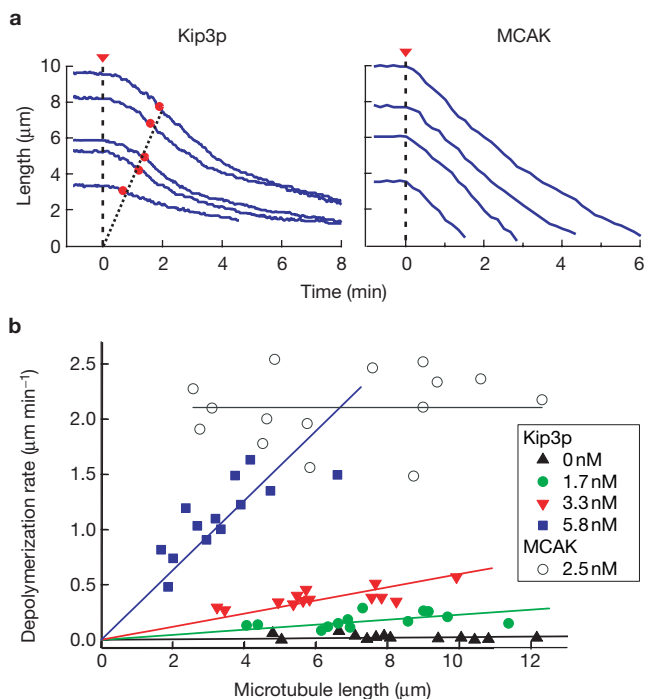 a
Kip3p
MCAK
10
8
6
4
2
0
Length (μm)
0 2 4 6 8
0 2 4 6
Time (min)
b
2.5
2.0
1.5
1.0
0.5
0.0
Depolymerization rate (μm min⁻¹)
0 2 4 6 8 10 12
Microtubule length (μm)
Kip3p
0 nM
1.7 nM
3.3 nM
5.8 nM
MCAK
2.5 nM